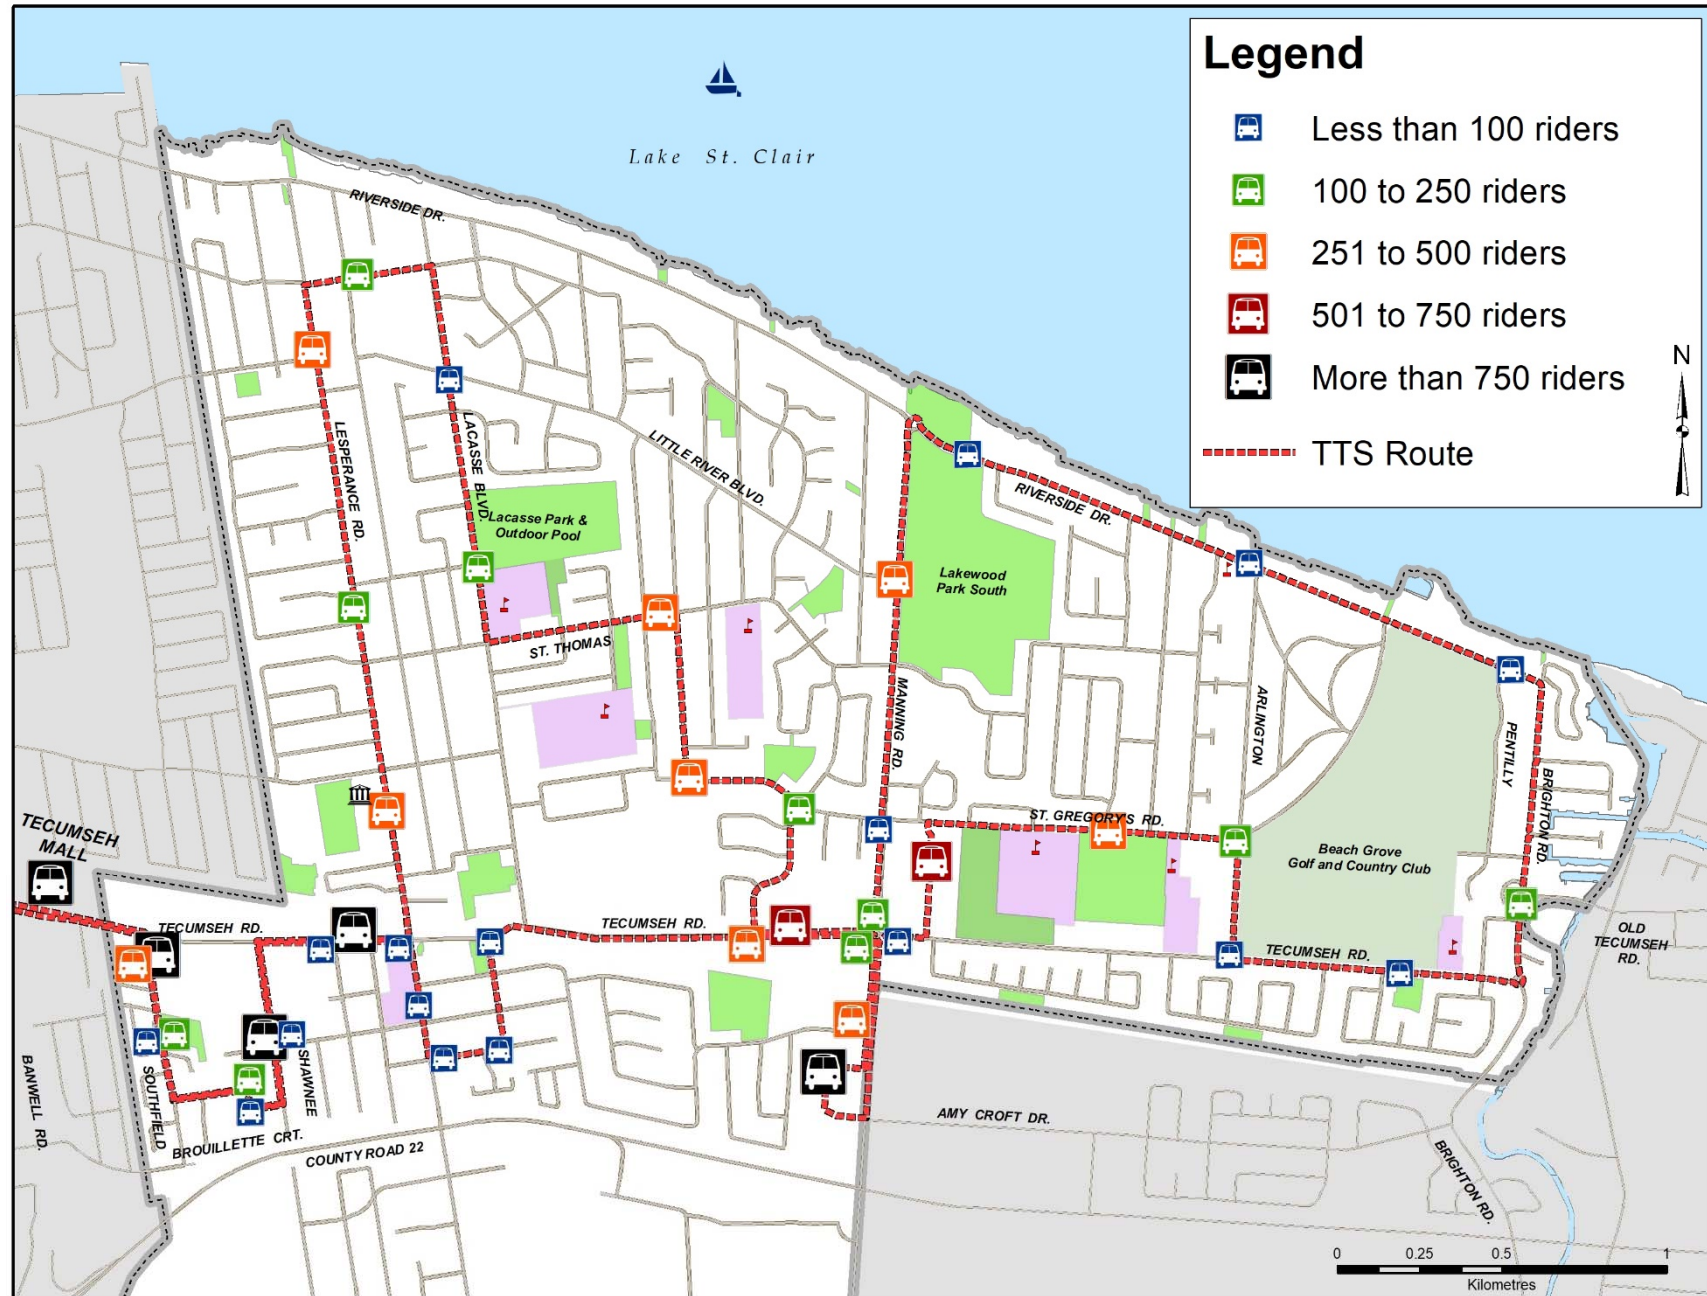 Legend
Less than 100 riders
100 to 250 riders
251 to 500 riders
501 to 750 riders
More than 750 riders
TTS Route
N
Lake St. Clair
RIVERSIDE DR.
LESPERANCE RD.
LACASSE BLVD.
LITTLE RIVER BLVD.
Lacasse Park &
Outdoor Pool
RIVERSIDE DR.
Lakewood
Park South
ST. THOMAS
MANNING RD.
ARLINGTON
PENTILLY
BRIGHTON RD.
ST. GREGORY'S RD.
Beach Grove
Golf and Country Club
TECUMSEH
MALL
TECUMSEH RD.
TECUMSEH RD.
TECUMSEH RD.
OLD
TECUMSEH
RD.
BANWELL RD.
SOUTHFIELD
SHAWNEE
BROUILLETTE CRT.
COUNTY ROAD 22
AMY CROFT DR.
BRIGHTON RD.
0 0.25 0.5 1
Kilometres